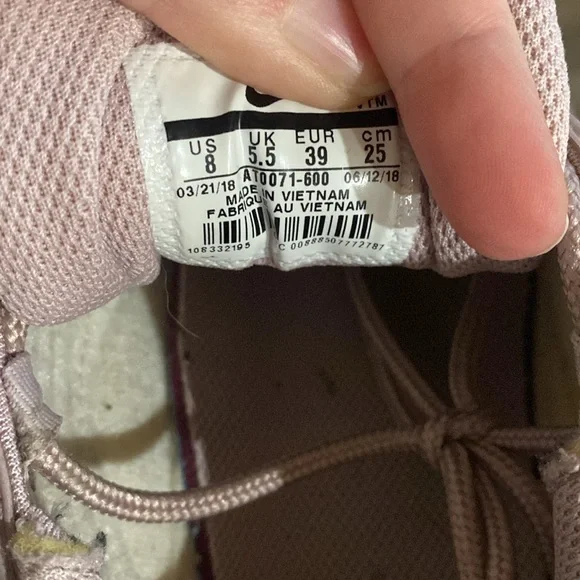 US UK EUR cm
8 5.5 39 25
AT0071-600
03/21/18 06/12/18
MADE IN VIETNAM
FABRIQUÉ AU VIETNAM
108332195 C 00888507772787